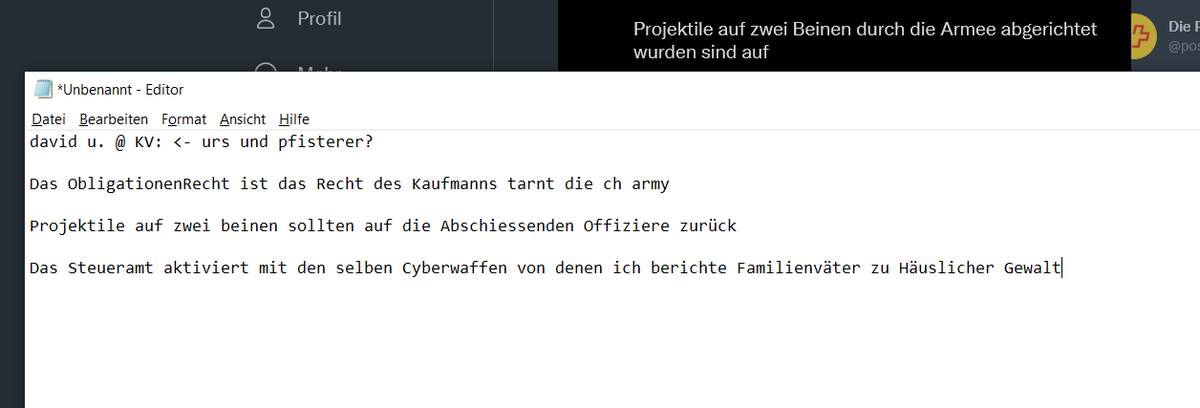 Profil
Projektile auf zwei Beinen durch die Armee abgerichtet
wurden sind auf
Die
@pos
*Unbenannt - Editor
Datei Bearbeiten Format Ansicht Hilfe
david u. @ KV: <- urs und pfisterer?
Das ObligationenRecht ist das Recht des Kaufmanns tarnt die ch army
Projektile auf zwei beinen sollten auf die Abschiessenden Offiziere zurück
Das Steueramt aktiviert mit den selben Cyberwaffen von denen ich berichte Familienväter zu Häuslicher Gewalt